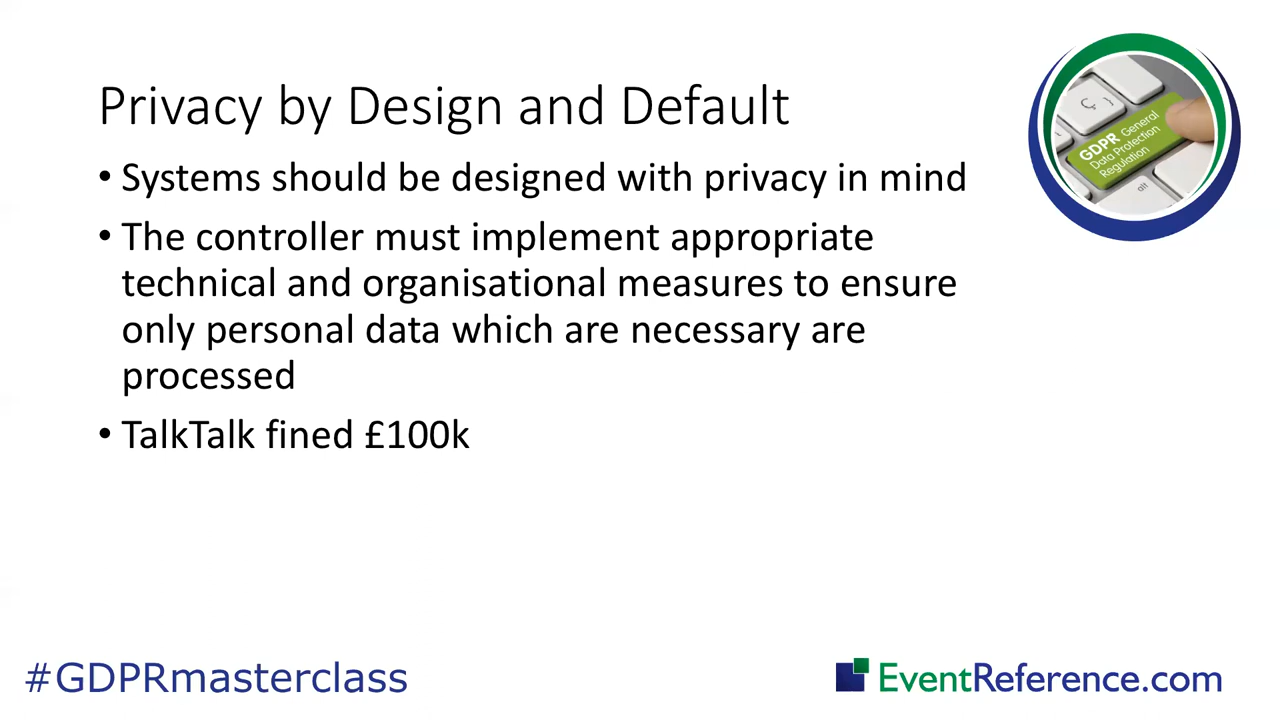 Privacy by Design and Default
• Systems should be designed with privacy in mind
• The controller must implement appropriate
technical and organisational measures to ensure
only personal data which are necessary are
processed
• TalkTalk fined £100k
Ç
GDPR General
Data Protection
Regulation
alt
#GDPRmasterclass
EventReference.com